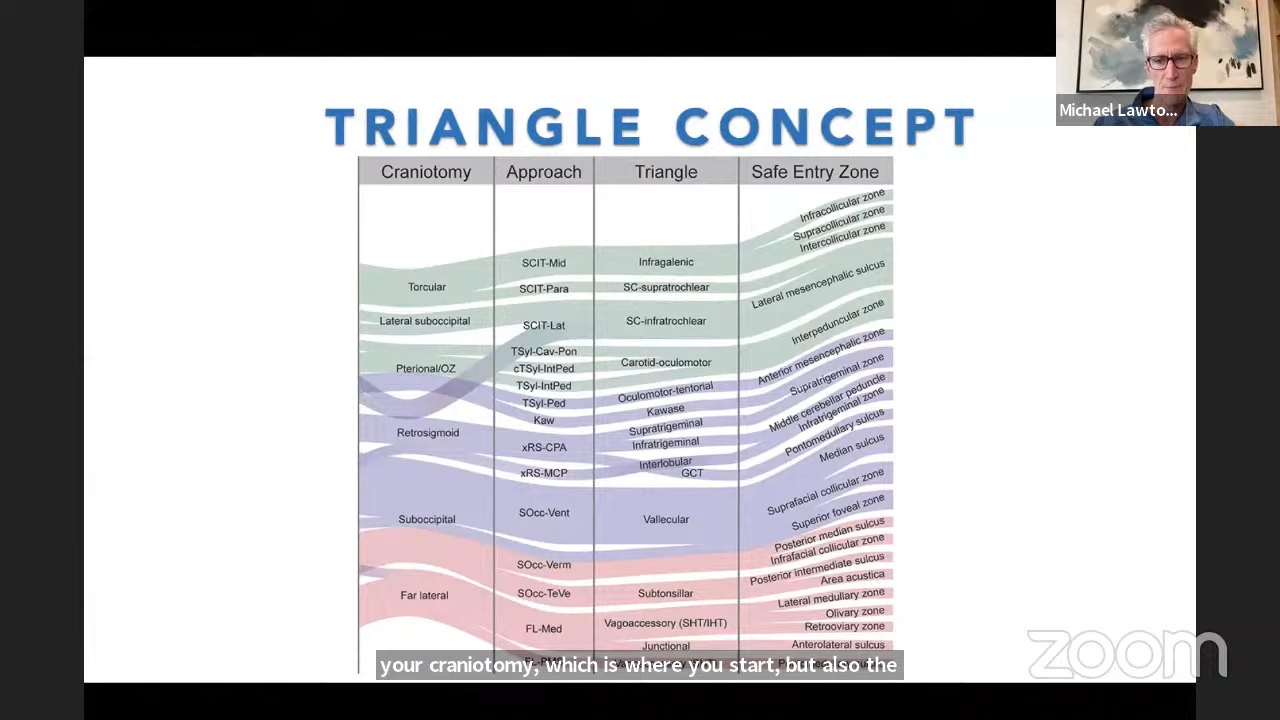 Michael Lawto...
TRIANGLE CONCEPT
Craniotomy
Approach
Triangle
Safe Entry Zone
Torcular
Lateral suboccipital
Pterional/OZ
Retrosigmoid
Suboccipital
Far lateral
SCIT-Mid
SCIT-Para
SCIT-Lat
TSyl-Cav-Pon
cTSyl-IntPed
TSyl-IntPed
TSyl-Ped
Kaw
xRS-CPA
xRS-MCP
SOcc-Vent
SOcc-Verm
SOcc-TeVe
FL-Med
Infragalenic
SC-supratrochlear
SC-infratrochlear
Carotid-oculomotor
Oculomotor-tentorial
Kawase
Supratrigeminal
Infratrigeminal
Interlobular
GCT
Vallecular
Subtonsillar
Vagoaccessory (SHT/IHT)
Junctional
Infracollicular zone
Supracollicular zone
Intercollicular zone
Lateral mesencephalic sulcus
Interpeduncular zone
Anterior mesencephalic zone
Supratrigeminal zone
Middle cerebellar peduncle
Infratrigeminal zone
Pontomedullary sulcus
Median sulcus
Suprafacial collicular zone
Superior foveal zone
Posterior median sulcus
Infrafacial collicular zone
Posterior intermediate sulcus
Area acustica
Lateral medullary zone
Olivary zone
Retrooviary zone
Anterolateral sulcus
your craniotomy, which is where you start, but also the
zoom